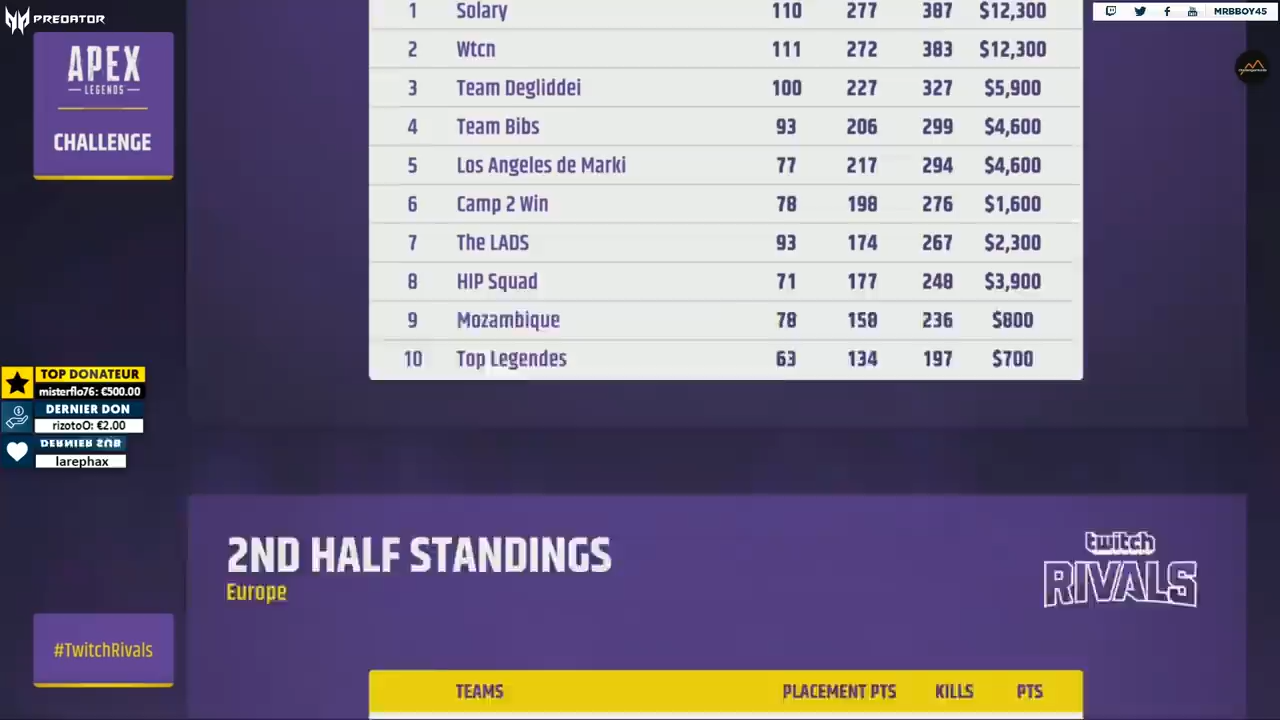 PREDATOR
MRBBOY45
APEX
LEGENDS
CHALLENGE
1 Solary 110 277 387 $12,300
2 Wtcn 111 272 383 $12,300
3 Team Degliddei 100 227 327 $5,900
4 Team Bibs 93 206 299 $4,600
5 Los Angeles de Marki 77 217 294 $4,600
6 Camp 2 Win 78 198 276 $1,600
7 The LADS 93 174 267 $2,300
8 HIP Squad 71 177 248 $3,900
9 Mozambique 78 158 236 $800
10 Top Legendes 63 134 197 $700
TOP DONATEUR
misterflo76: €500.00
DERNIER DON
rizotoO: €2.00
DERNIER SUB
larephax
2ND HALF STANDINGS
Europe
twitch
RIVALS
#TwitchRivals
TEAMS PLACEMENT PTS KILLS PTS